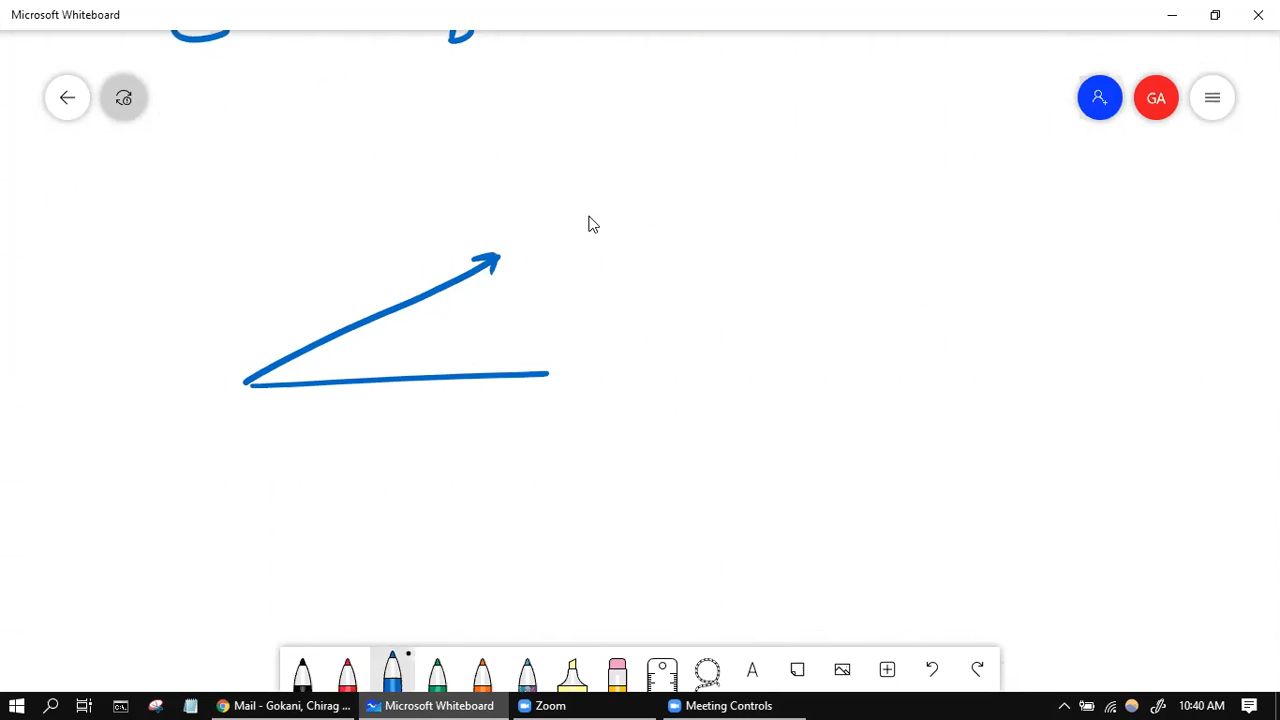 Microsoft Whiteboard
GA
A
Mail - Gokani, Chirag ...
Microsoft Whiteboard
Zoom
Meeting Controls
10:40 AM